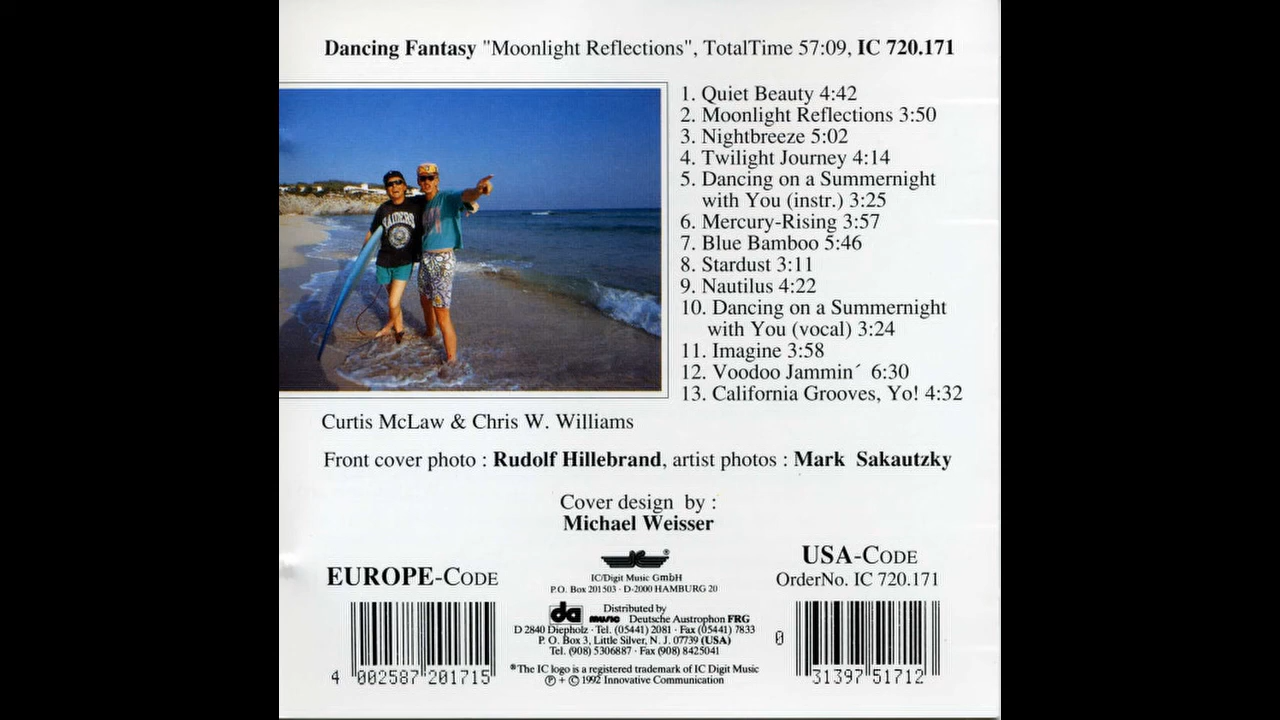 Dancing Fantasy "Moonlight Reflections", TotalTime 57:09, IC 720.171
1. Quiet Beauty 4:42
2. Moonlight Reflections 3:50
3. Nightbreeze 5:02
4. Twilight Journey 4:14
5. Dancing on a Summernight
with You (instr.) 3:25
6. Mercury-Rising 3:57
7. Blue Bamboo 5:46
8. Stardust 3:11
9. Nautilus 4:22
10. Dancing on a Summernight
with You (vocal) 3:24
11. Imagine 3:58
12. Voodoo Jammin´ 6:30
13. California Grooves, Yo! 4:32
RAIDERS
Curtis McLaw & Chris W. Williams
Front cover photo : Rudolf Hillebrand, artist photos : Mark Sakautzky
Cover design by :
Michael Weisser
EUROPE-CODE
4 002587 201715
IC
®
IC/Digit Music GmbH
P.O. Box 201503 · D-2000 HAMBURG 20
da music
Distributed by
Deutsche Austrophon FRG
D 2840 Diepholz · Tel. (05441) 2081 · Fax (05441) 7833
P. O. Box 3, Little Silver, N. J. 07739 (USA)
Tel. (908) 5306887 · Fax (908) 8425041
®The IC logo is a registered trademark of IC Digit Music
Ⓟ + © 1992 Innovative Communication
USA-CODE
OrderNo. IC 720.171
0 31397 51712